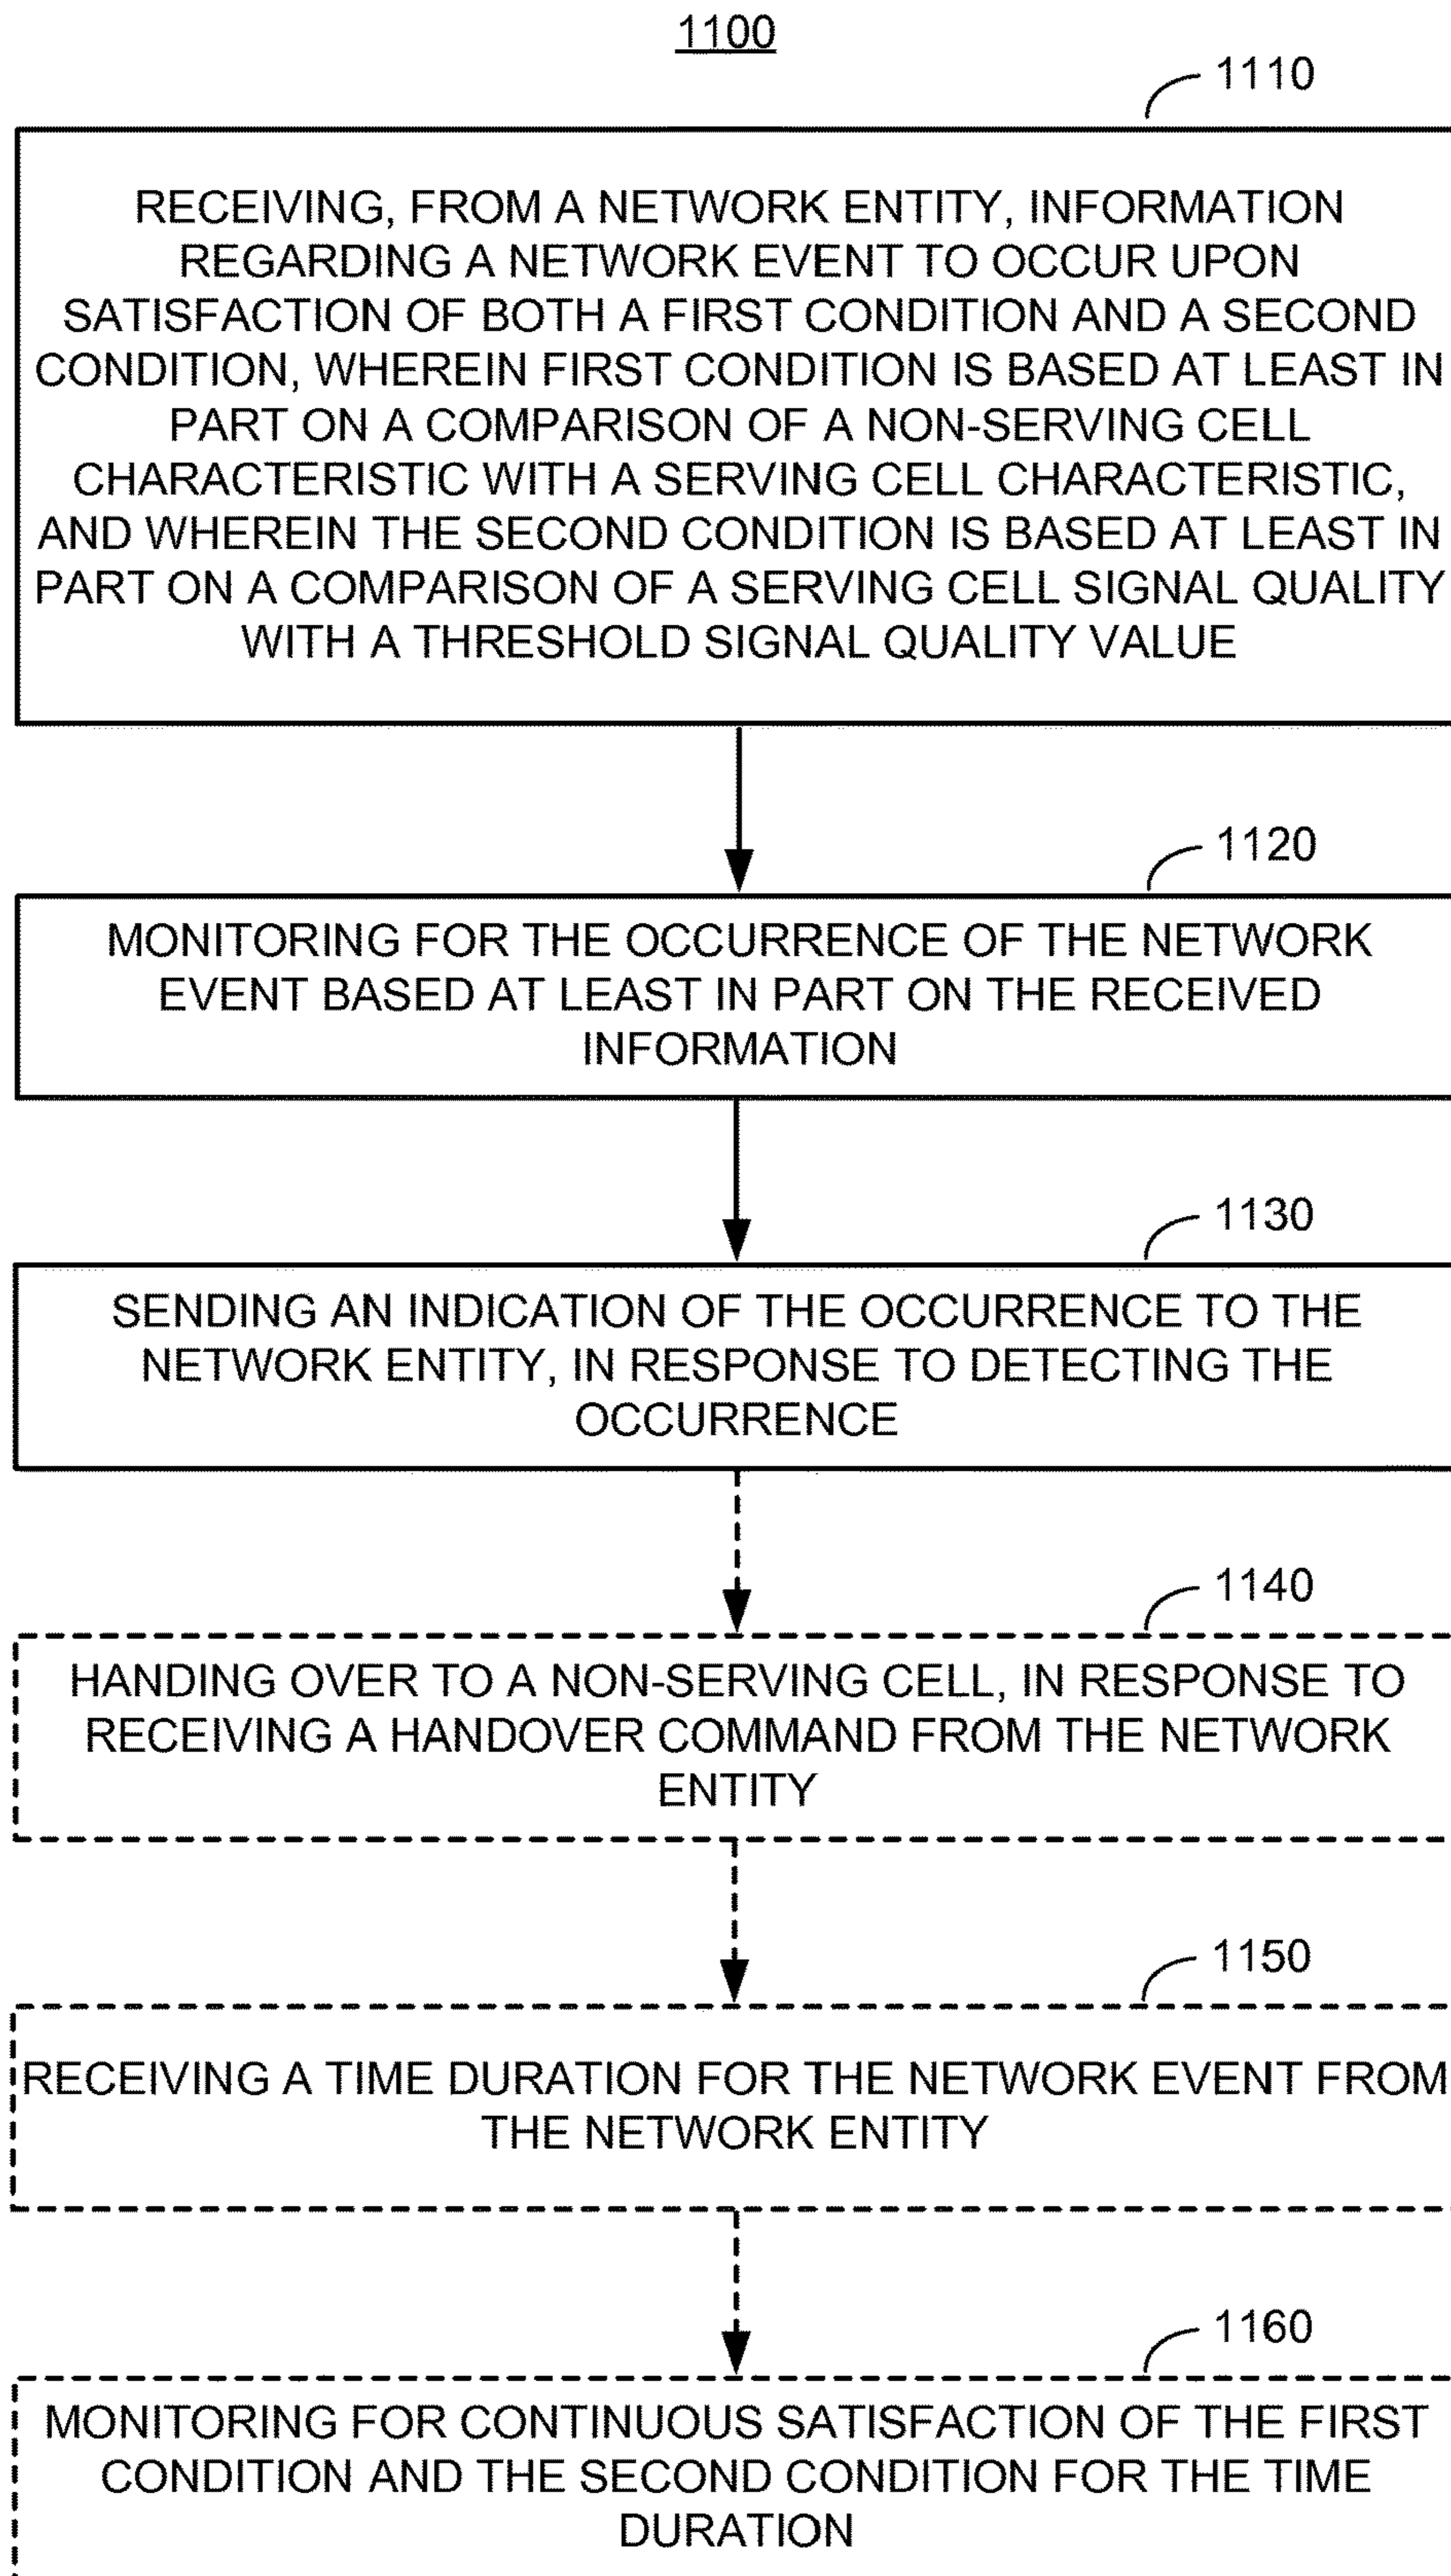 1100
1110
RECEIVING, FROM A NETWORK ENTITY, INFORMATION
REGARDING A NETWORK EVENT TO OCCUR UPON
SATISFACTION OF BOTH A FIRST CONDITION AND A SECOND
CONDITION, WHEREIN FIRST CONDITION IS BASED AT LEAST IN
PART ON A COMPARISON OF A NON-SERVING CELL
CHARACTERISTIC WITH A SERVING CELL CHARACTERISTIC,
AND WHEREIN THE SECOND CONDITION IS BASED AT LEAST IN
PART ON A COMPARISON OF A SERVING CELL SIGNAL QUALITY
WITH A THRESHOLD SIGNAL QUALITY VALUE
1120
MONITORING FOR THE OCCURRENCE OF THE NETWORK
EVENT BASED AT LEAST IN PART ON THE RECEIVED
INFORMATION
1130
SENDING AN INDICATION OF THE OCCURRENCE TO THE
NETWORK ENTITY, IN RESPONSE TO DETECTING THE
OCCURRENCE
1140
HANDING OVER TO A NON-SERVING CELL, IN RESPONSE TO
RECEIVING A HANDOVER COMMAND FROM THE NETWORK
ENTITY
1150
RECEIVING A TIME DURATION FOR THE NETWORK EVENT FROM
THE NETWORK ENTITY
1160
MONITORING FOR CONTINUOUS SATISFACTION OF THE FIRST
CONDITION AND THE SECOND CONDITION FOR THE TIME
DURATION